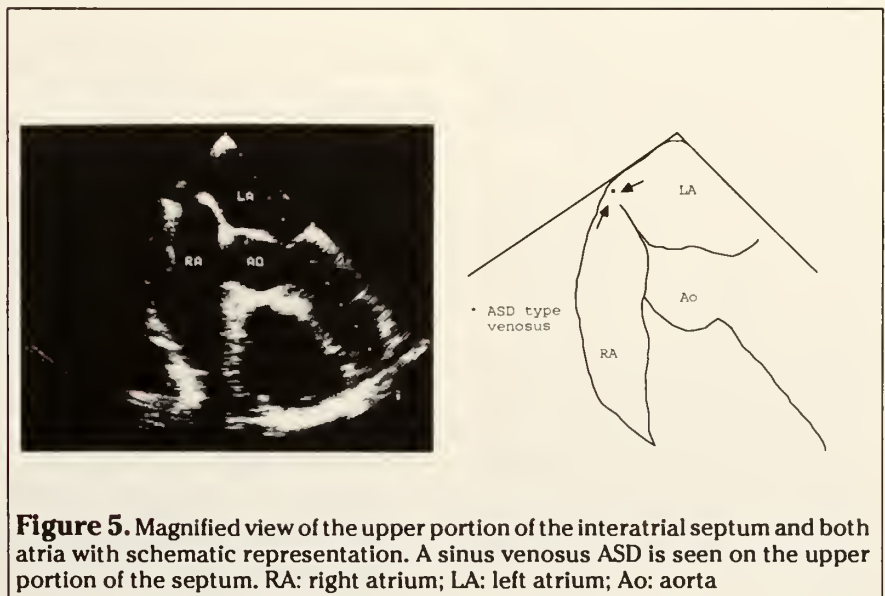 LA
RA
AO
LA
Ao
• ASD type
venosus
RA
Figure 5. Magnified view of the upper portion of the interatrial septum and both
atria with schematic representation. A sinus venosus ASD is seen on the upper
portion of the septum. RA: right atrium; LA: left atrium; Ao: aorta